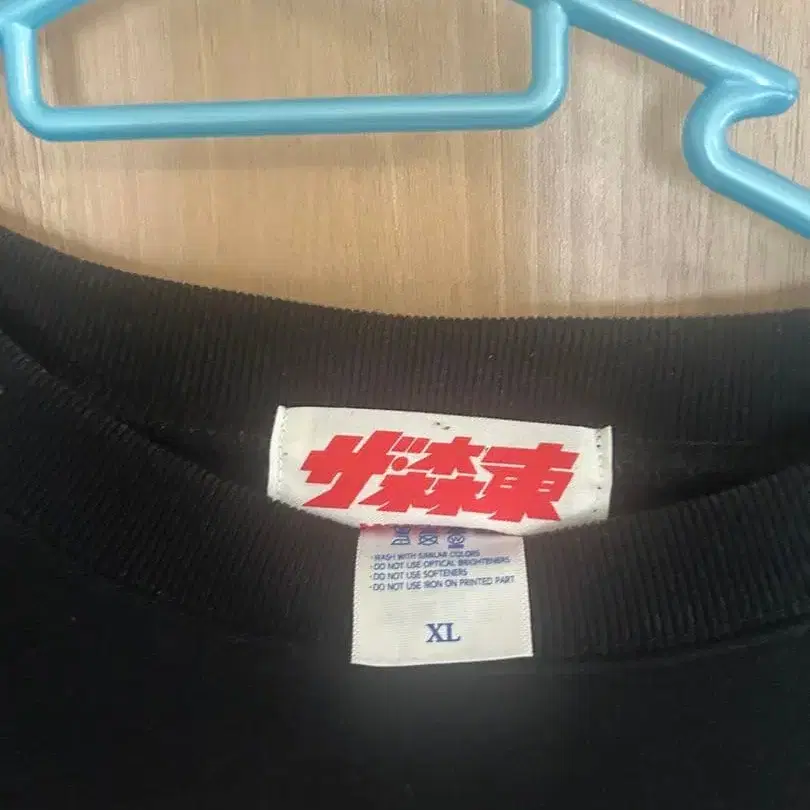 ザ・森東
・WASH WITH SIMILAR COLORS
・DO NOT USE OPTICAL BRIGHTENERS
・DO NOT USE SOFTENERS
・DO NOT USE IRON ON PRINTED PART
XL